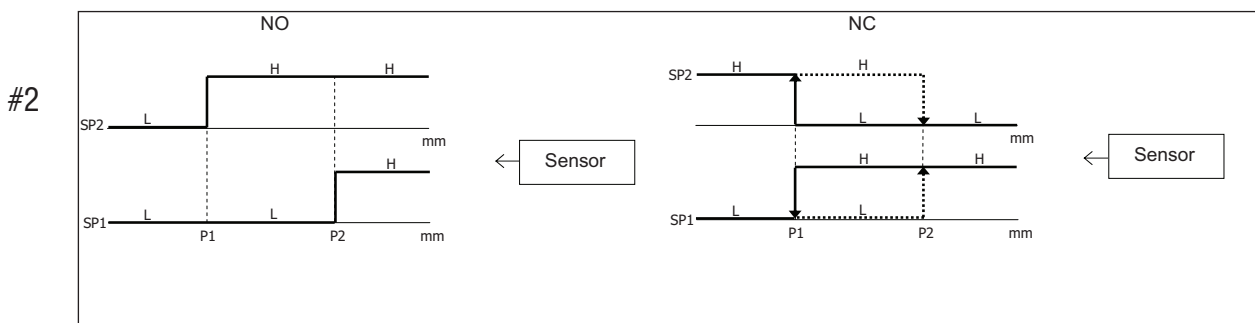 NO
NC
#2
H H
SP2
L
mm
Sensor
H
SP1
L L
P1 P2 mm
H H
SP2
L L
mm
Sensor
H H
SP1
L L
P1 P2 mm